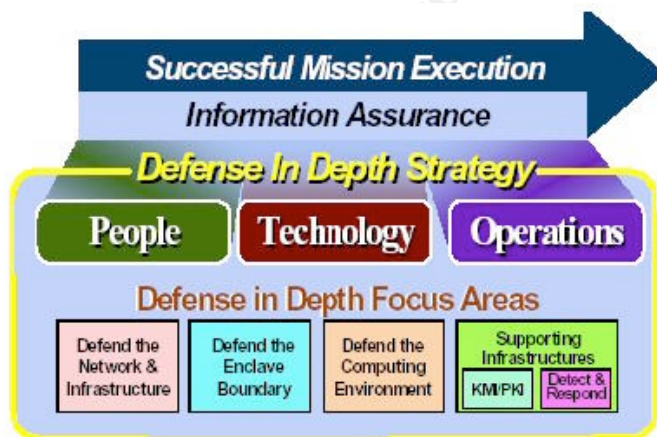 Successful Mission Execution
Information Assurance
Defense In Depth Strategy
People
Technology
Operations
Defense in Depth Focus Areas
Defend the
Network &
Infrastructure
Defend the
Enclave
Boundary
Defend the
Computing
Environment
Supporting
Infrastructures
KMI/PKI
Detect &
Respond